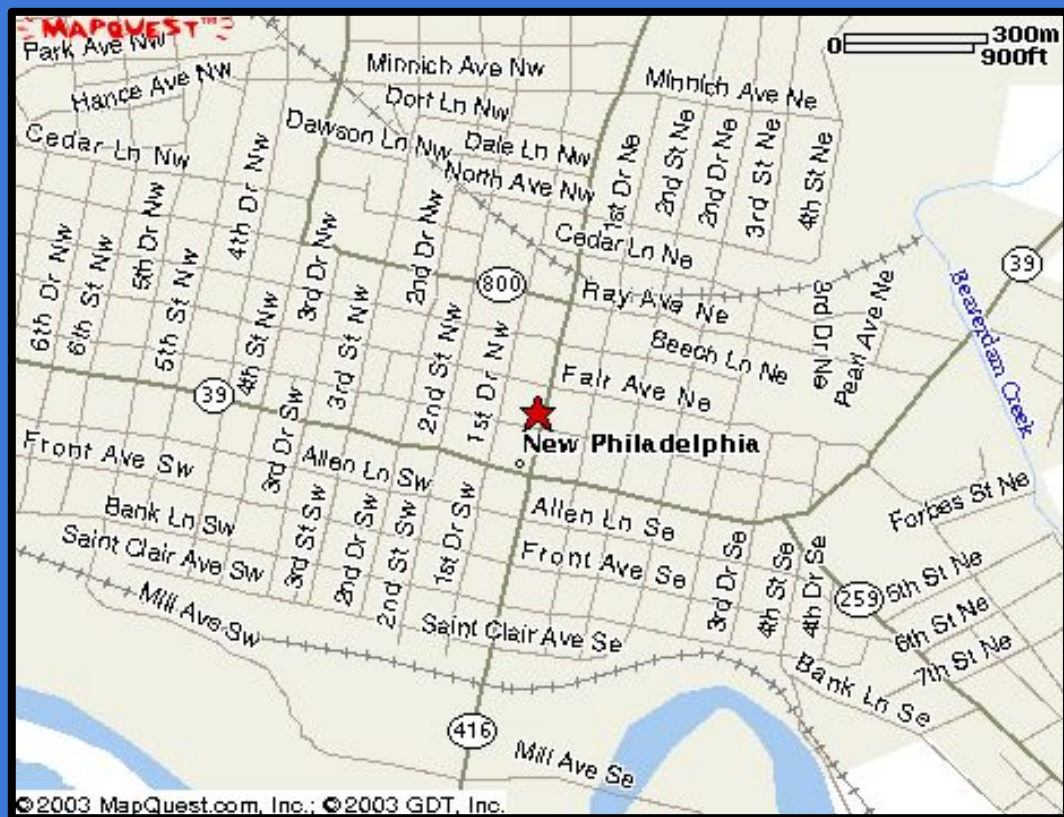 MAPQUEST™
0
300m
900ft
Park Ave Nw
Hance Ave Nw
Cedar Ln Nw
Minnich Ave Nw
Dort Ln Nw
Dawson Ln Nw
Dale Ln Nw
North Ave Nw
Minnich Ave Ne
1st Dr Ne
2nd St Ne
2nd Dr Ne
3rd St Ne
4th St Ne
Cedar Ln Ne
39
Beaverdam Creek
6th Dr Nw
6th St Nw
5th Dr Nw
5th St Nw
4th Dr Nw
4th St Nw
3rd Dr Nw
3rd St Nw
2nd Dr Nw
2nd St Nw
1st Dr Nw
800
Ray Ava Ne
Beech Ln Ne
3rd Dr Ne
Pearl Ave Ne
Fair Ave Ne
39
New Philadelphia
Front Ave Sw
3rd Dr Sw
Allen Ln Sw
Bank Ln Sw
Saint Clair Ave Sw
3rd St Sw
2nd Dr Sw
2nd St Sw
1st Dr Sw
Allen Ln Se
Front Ave Se
3rd Dr Se
4th St Se
4th Dr Se
Forbes St Ne
259
5th St Ne
6th St Ne
7th St Ne
Mill Ave Sw
Saint Clair Ave Se
Bank Ln Se
416
Mill Ave Se
©2003 MapQuest.com, Inc.; ©2003 GDT, Inc.